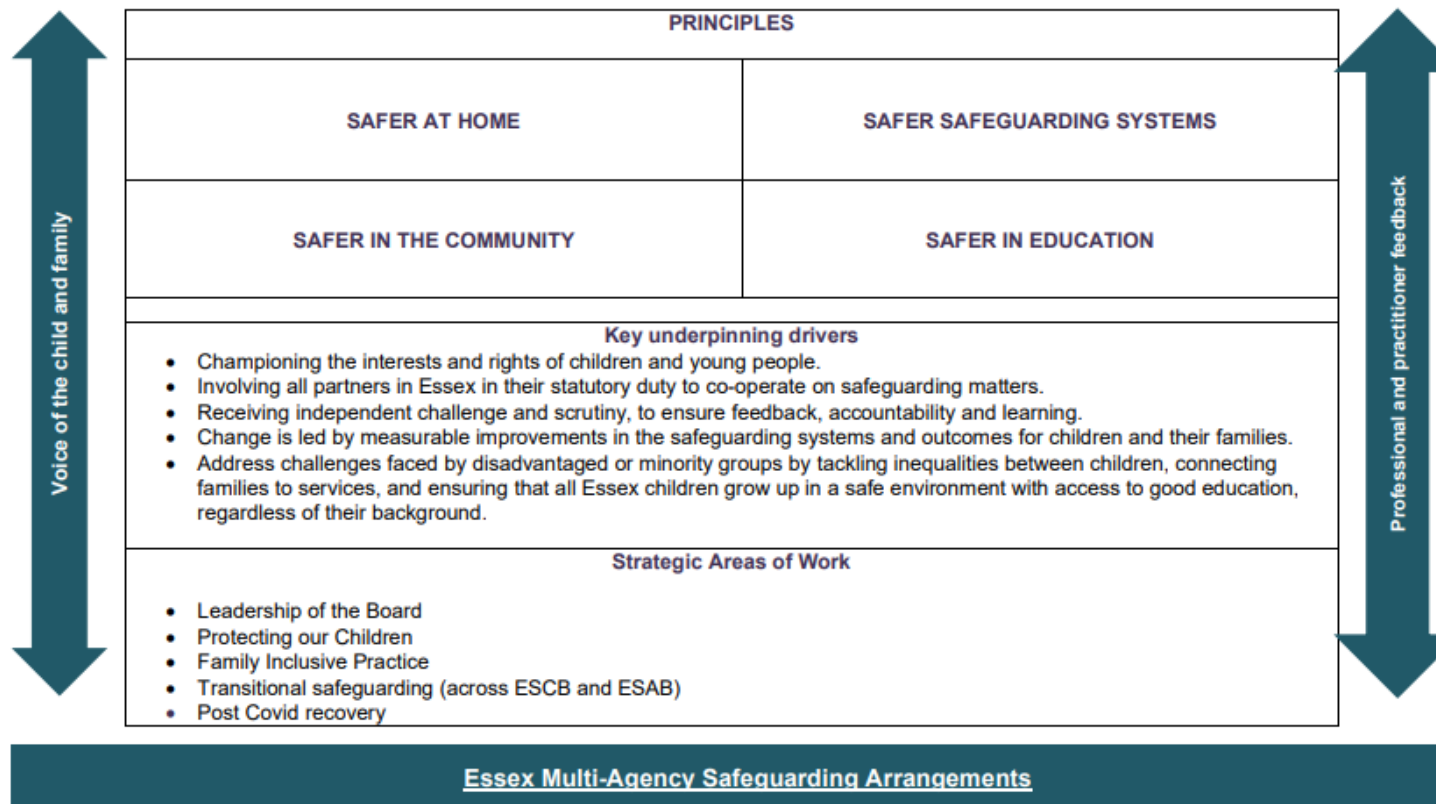 PRINCIPLES
SAFER AT HOME
SAFER SAFEGUARDING SYSTEMS
SAFER IN THE COMMUNITY
SAFER IN EDUCATION
Key underpinning drivers
• Championing the interests and rights of children and young people.
• Involving all partners in Essex in their statutory duty to co-operate on safeguarding matters.
• Receiving independent challenge and scrutiny, to ensure feedback, accountability and learning.
• Change is led by measurable improvements in the safeguarding systems and outcomes for children and their families.
• Address challenges faced by disadvantaged or minority groups by tackling inequalities between children, connecting
families to services, and ensuring that all Essex children grow up in a safe environment with access to good education,
regardless of their background.
Strategic Areas of Work
• Leadership of the Board
• Protecting our Children
• Family Inclusive Practice
• Transitional safeguarding (across ESCB and ESAB)
• Post Covid recovery
Voice of the child and family
Professional and practitioner feedback
Essex Multi-Agency Safeguarding Arrangements